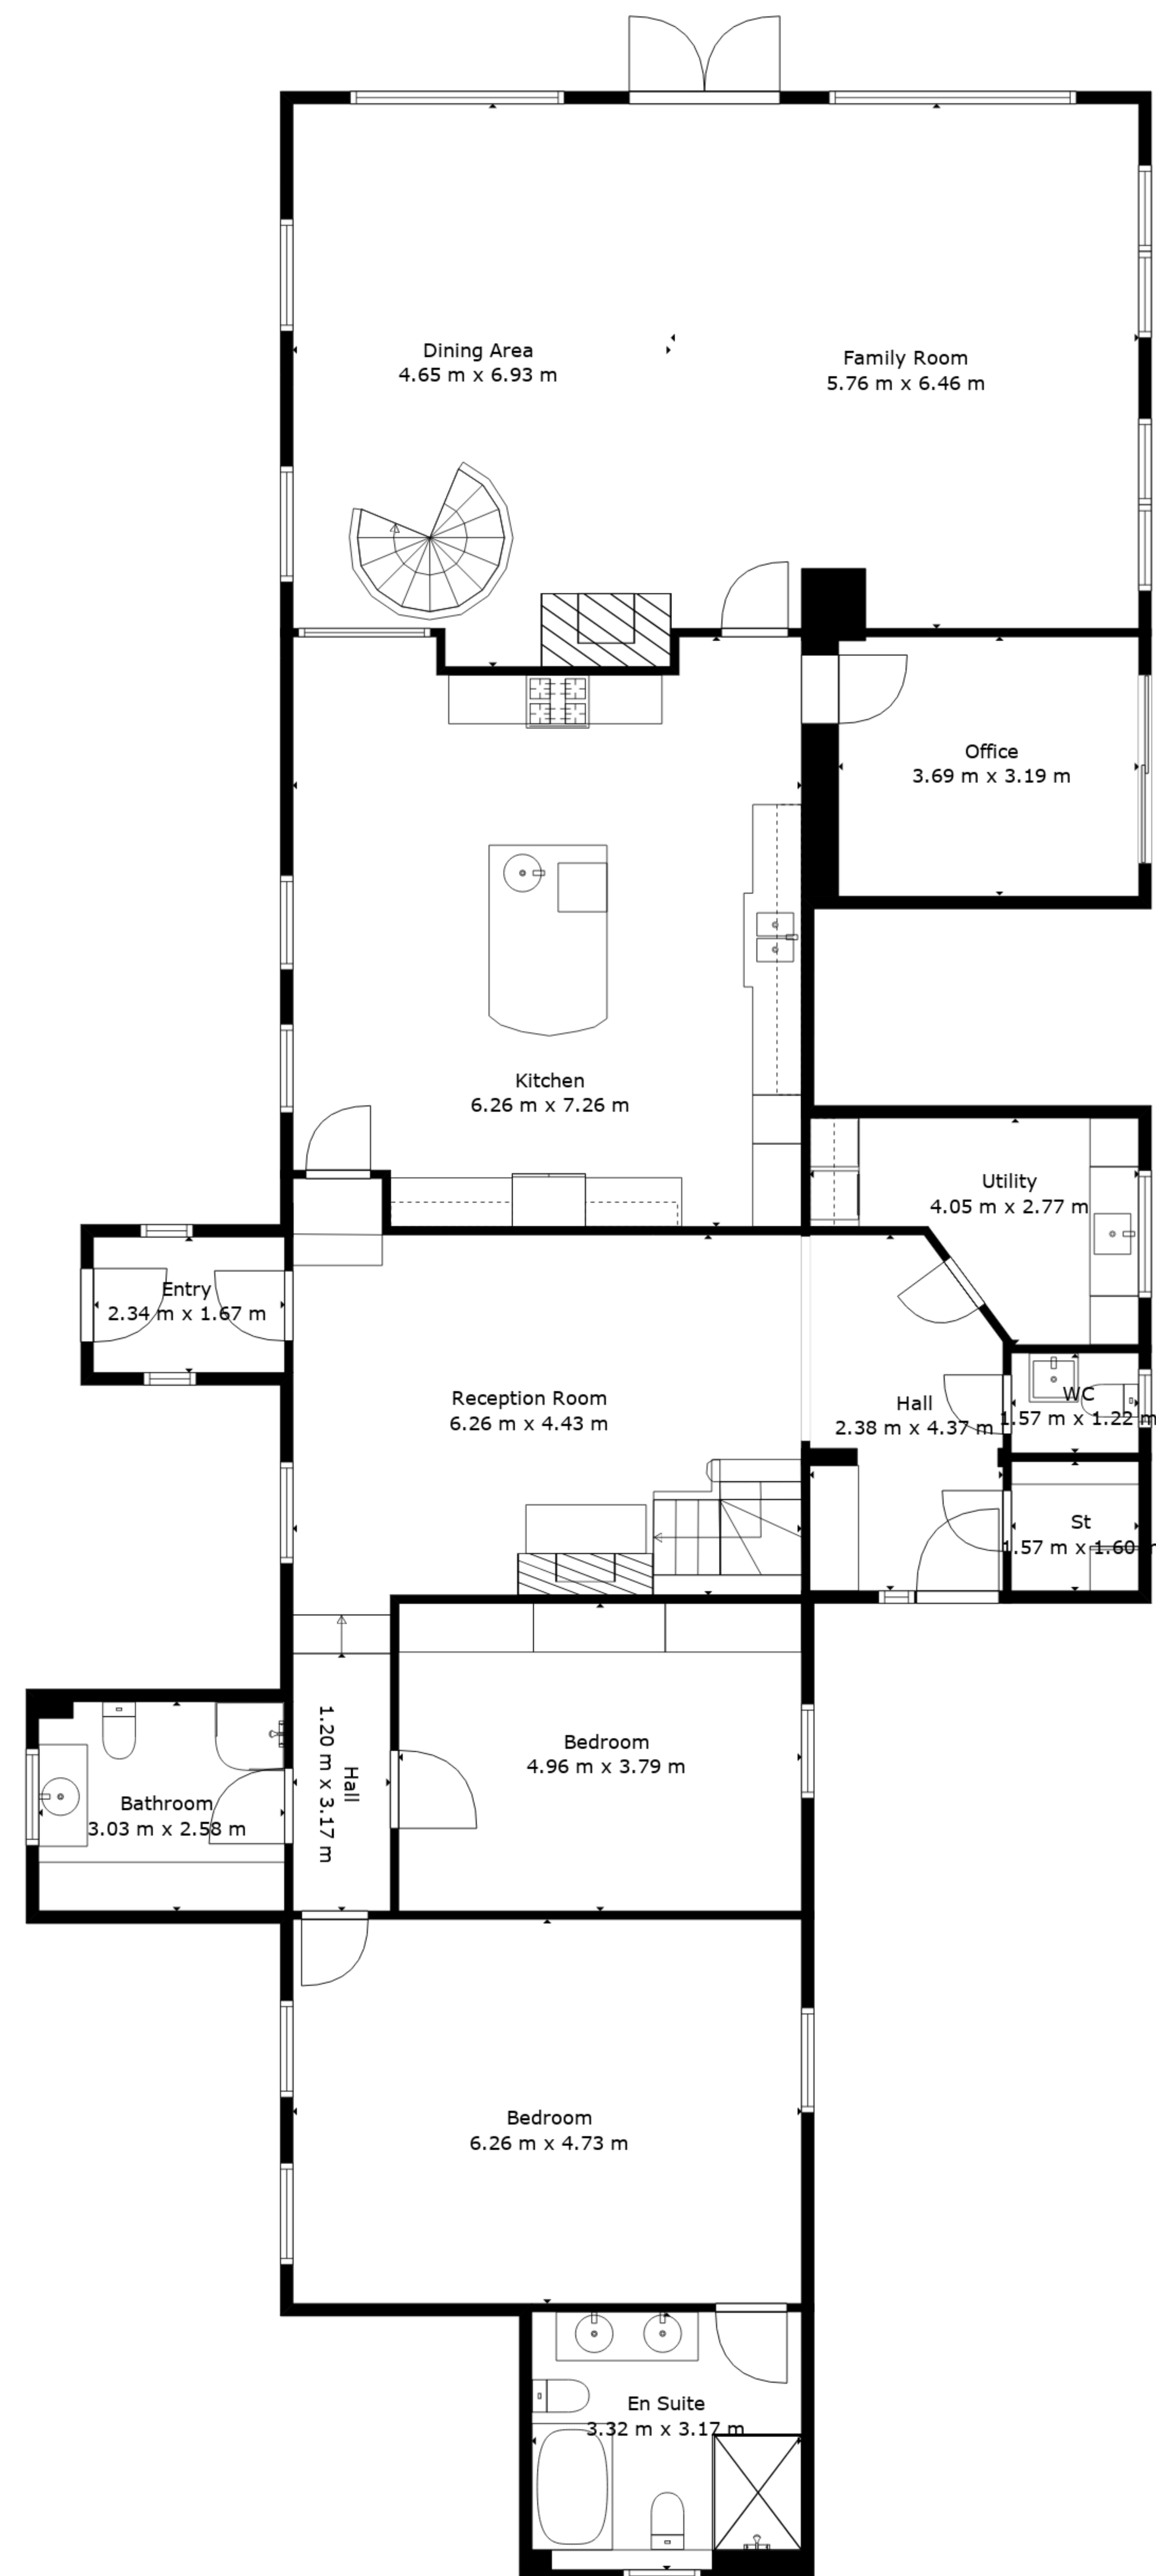 Dining Area
4.65 m x 6.93 m
Family Room
5.76 m x 6.46 m
Office
3.69 m x 3.19 m
Kitchen
6.26 m x 7.26 m
Utility
4.05 m x 2.77 m
Entry
2.34 m x 1.67 m
Reception Room
6.26 m x 4.43 m
Hall
2.38 m x 4.37 m
WC
1.57 m x 1.22 m
St
1.57 m x 1.60 m
Hall
1.20 m x 3.17 m
Bedroom
4.96 m x 3.79 m
Bathroom
3.03 m x 2.58 m
Bedroom
6.26 m x 4.73 m
En Suite
3.32 m x 3.17 m